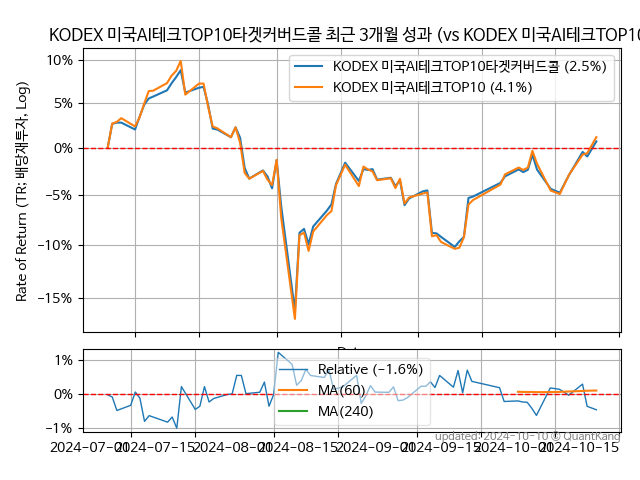 KODEX 미국AI테크TOP10타겟커버드콜 최근 3개월 성과 (vs KODEX 미국AI테크TOP10
Rate of Return (TR: 배당재투자, Log)
10%
5%
0%
−5%
−10%
−15%
KODEX 미국AI테크TOP10타겟커버드콜 (2.5%)
KODEX 미국AI테크TOP10 (4.1%)
1%
0%
−1%
Relative (−1.6%)
MA(60)
MA(240)
2024-07-01
2024-07-15
2024-08-01
2024-08-15
2024-09-01
2024-09-15
2024-10-01
2024-10-15
updated: 2024-10-10 © QuantKang